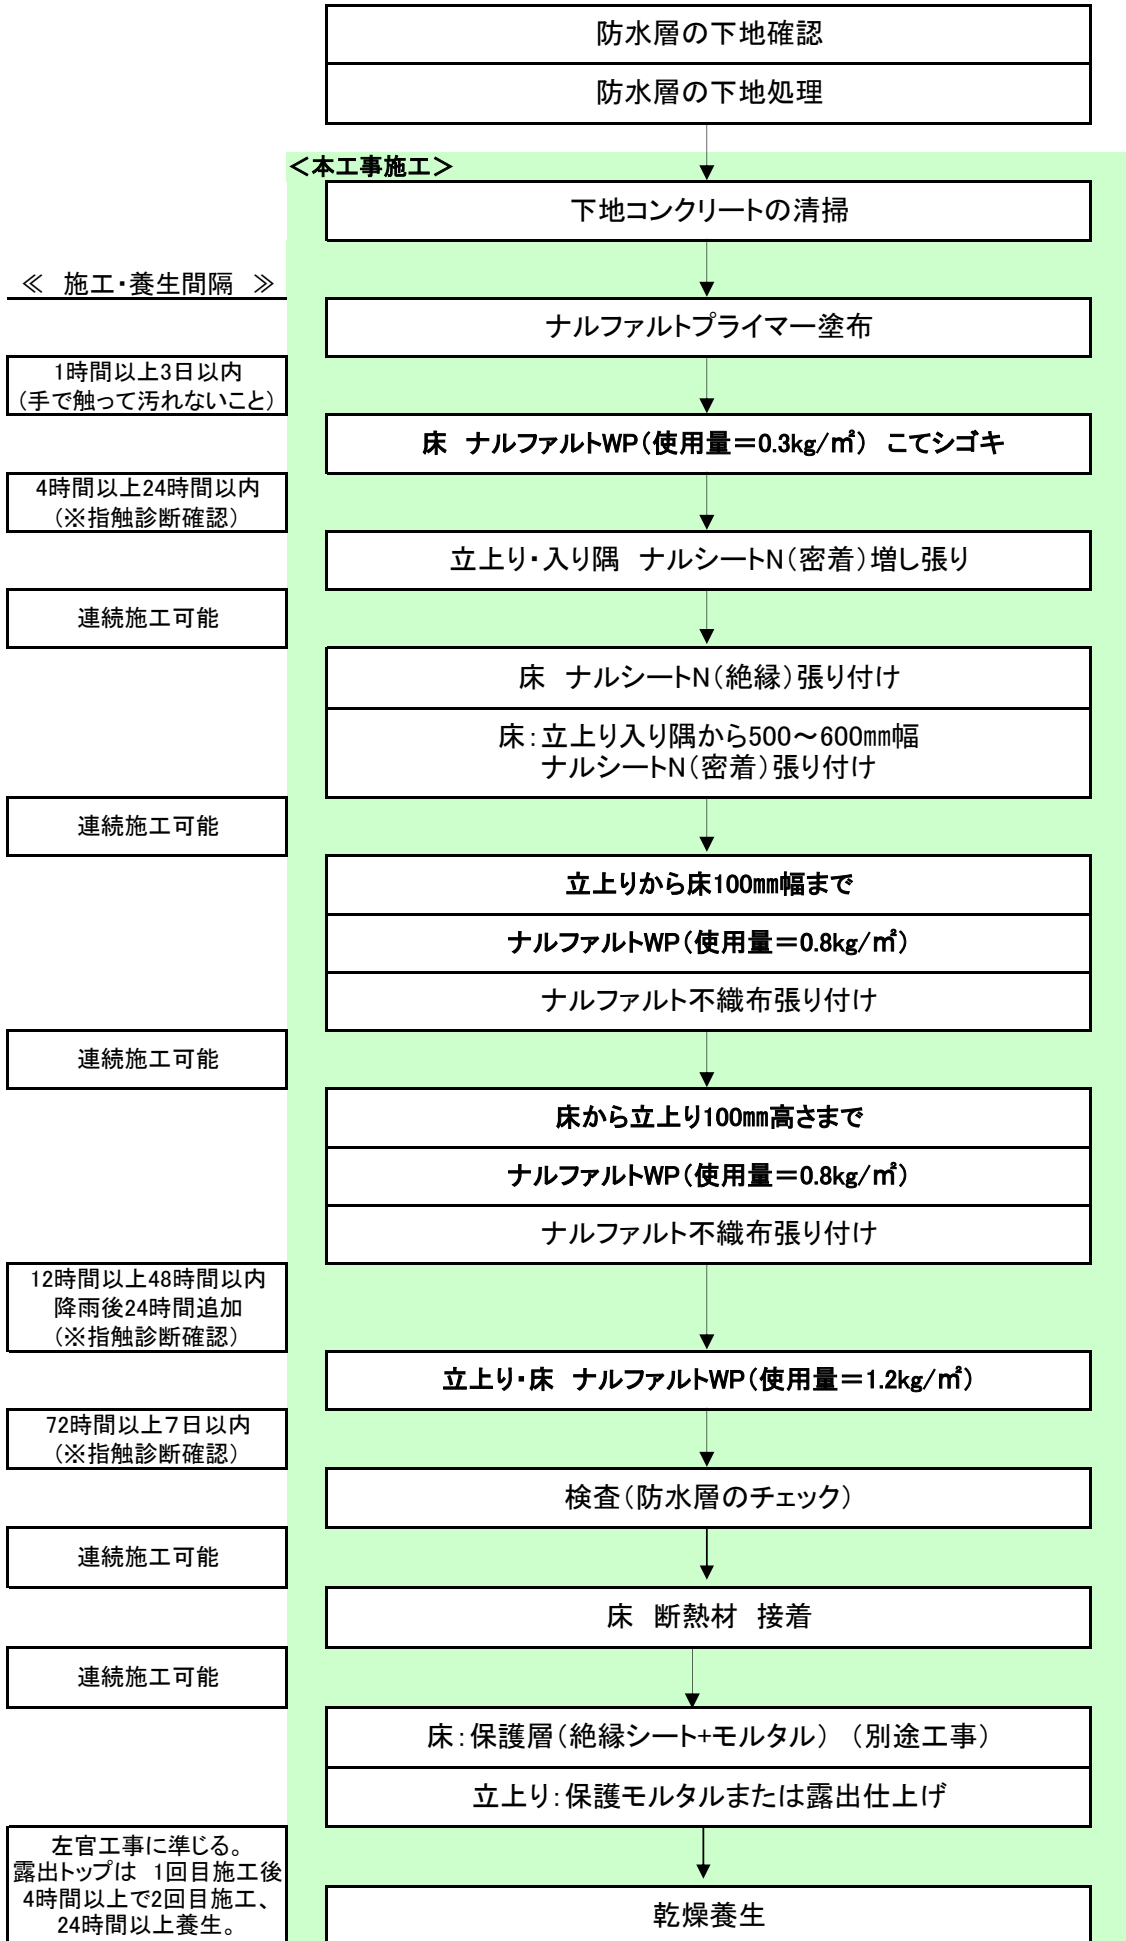 防水層の下地確認
防水層の下地処理
＜本工事施工＞
下地コンクリートの清掃
≪　施工・養生間隔　≫
ナルファルトプライマー塗布
1時間以上3日以内
（手で触って汚れないこと）
床　ナルファルトWP（使用量＝0.3kg/㎡）　こてシゴキ
4時間以上24時間以内
（※指触診断確認）
立上り・入り隅　ナルシートN（密着）増し張り
連続施工可能
床　ナルシートN（絶縁）張り付け
床：立上り入り隅から500～600㎜幅
ナルシートN（密着）張り付け
連続施工可能
立上りから床100㎜幅まで
ナルファルトWP（使用量＝0.8kg/㎡）
ナルファルト不織布張り付け
連続施工可能
床から立上り100㎜高さまで
ナルファルトWP（使用量＝0.8kg/㎡）
ナルファルト不織布張り付け
12時間以上48時間以内
降雨後24時間追加
（※指触診断確認）
立上り・床　ナルファルトWP（使用量＝1.2kg/㎡）
72時間以上７日以内
（※指触診断確認）
検査（防水層のチェック）
連続施工可能
床　断熱材　接着
連続施工可能
床：保護層（絶縁シート+モルタル）　（別途工事）
立上り：保護モルタルまたは露出仕上げ
左官工事に準じる。
露出トップは　1回目施工後
4時間以上で2回目施工、
24時間以上養生。
乾燥養生